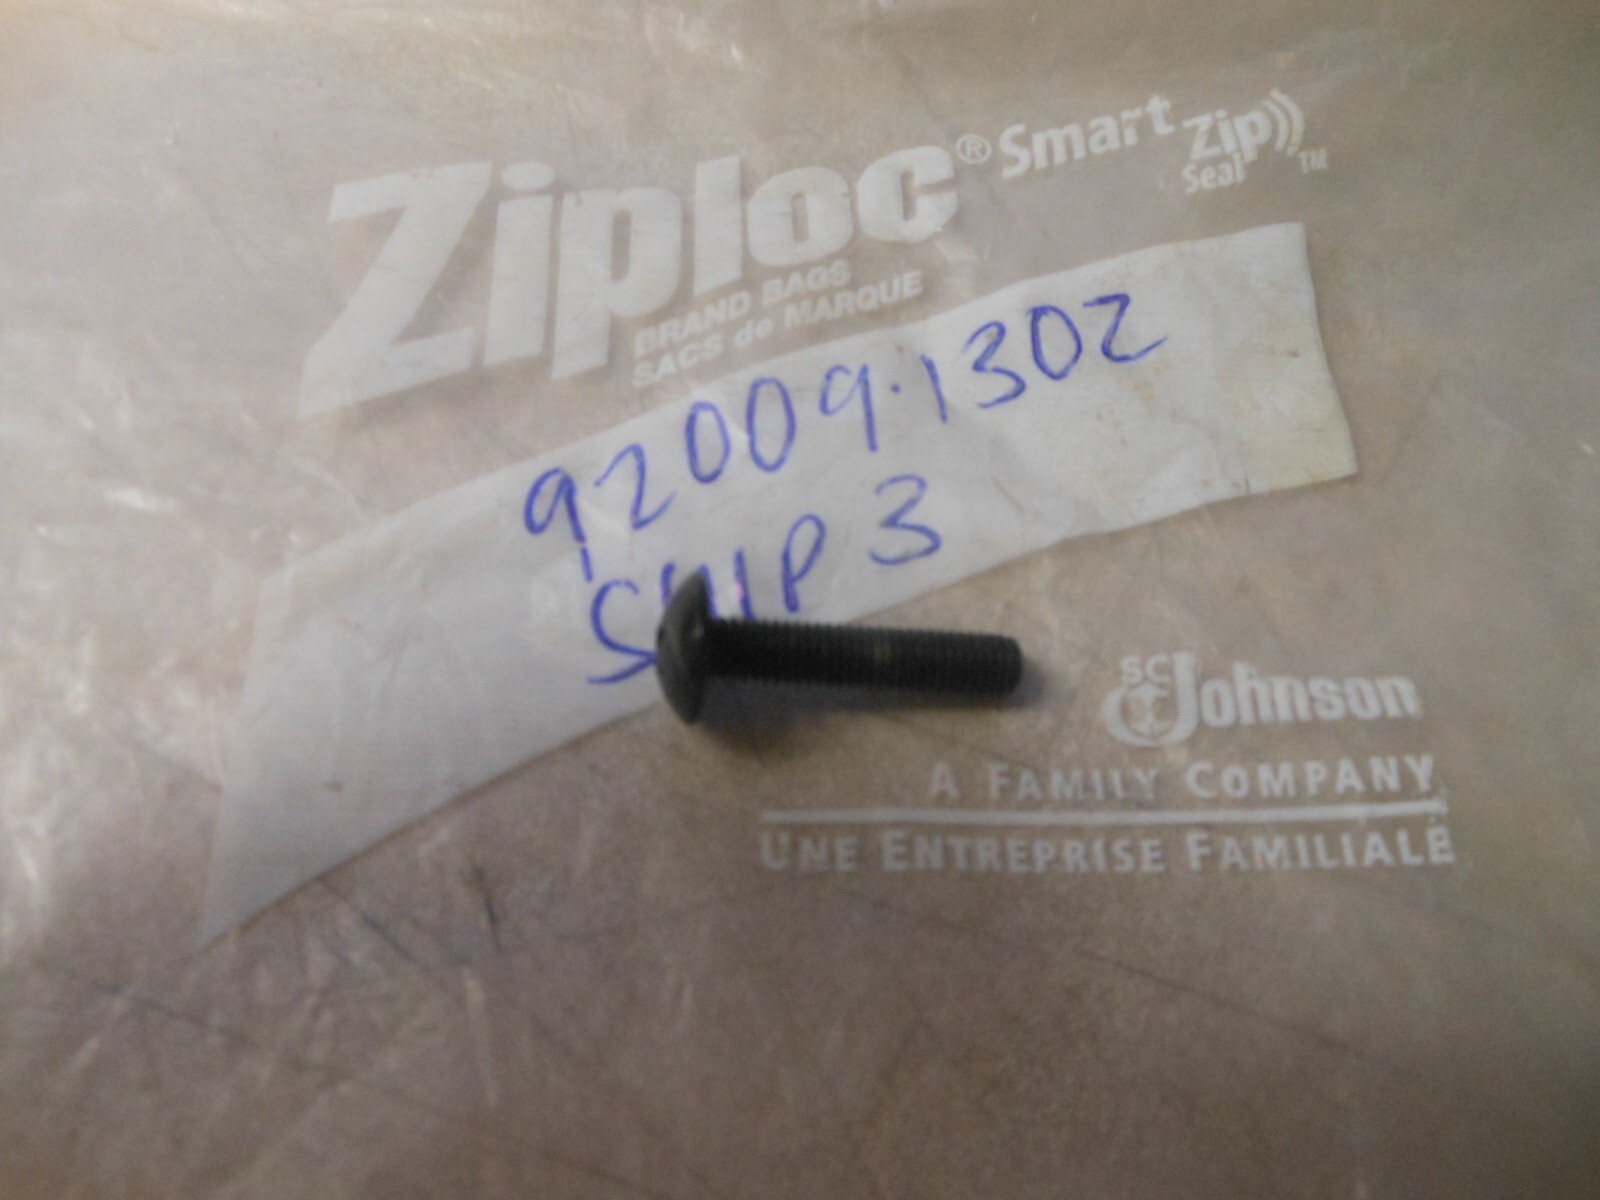 Ziploc® Smart Zip Seal™
BRAND BAGS
SACS de MARQUE
92009-1302
SHIP 3
SC Johnson
A FAMILY COMPANY
UNE ENTREPRISE FAMILIALE